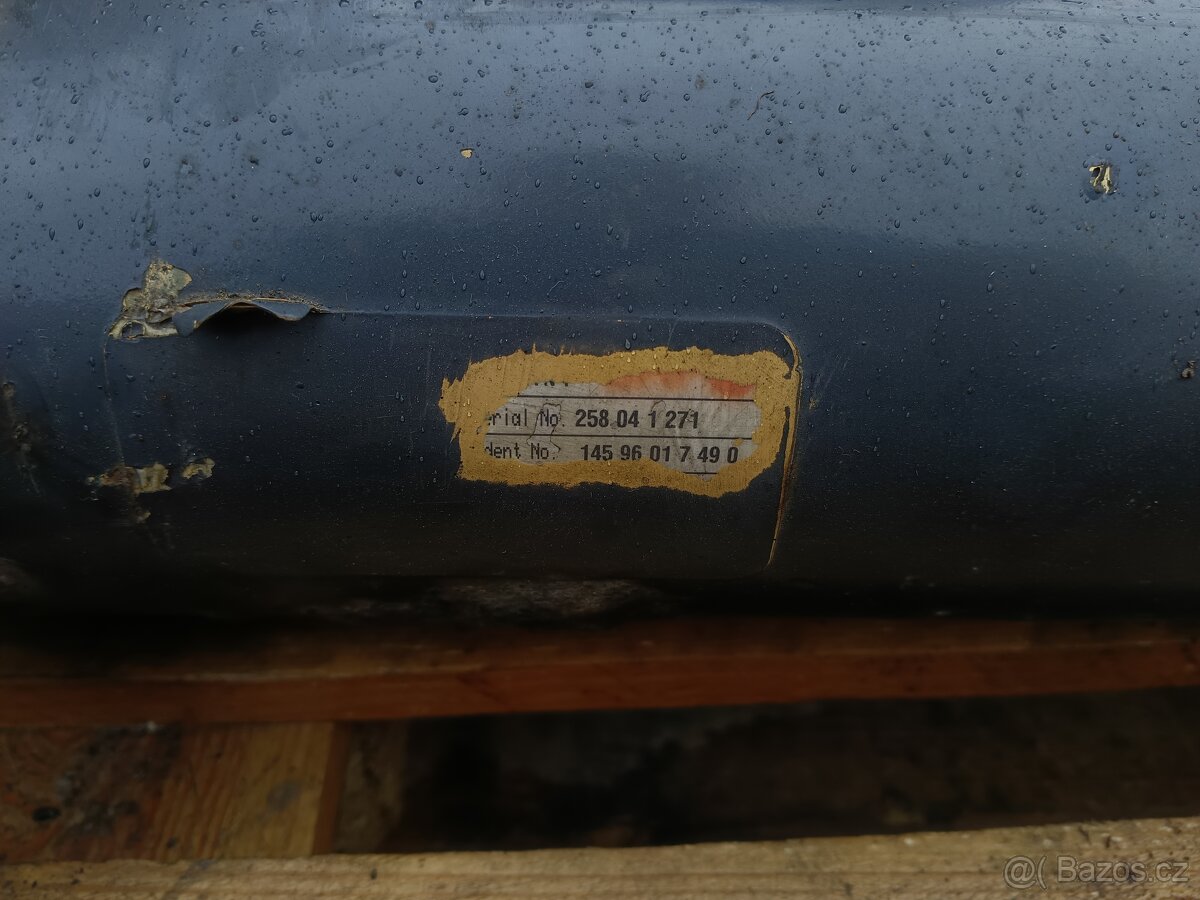 rial No. 258 04 1 271
dent No. 145 96 01 7 49 0
@( Bazos.cz